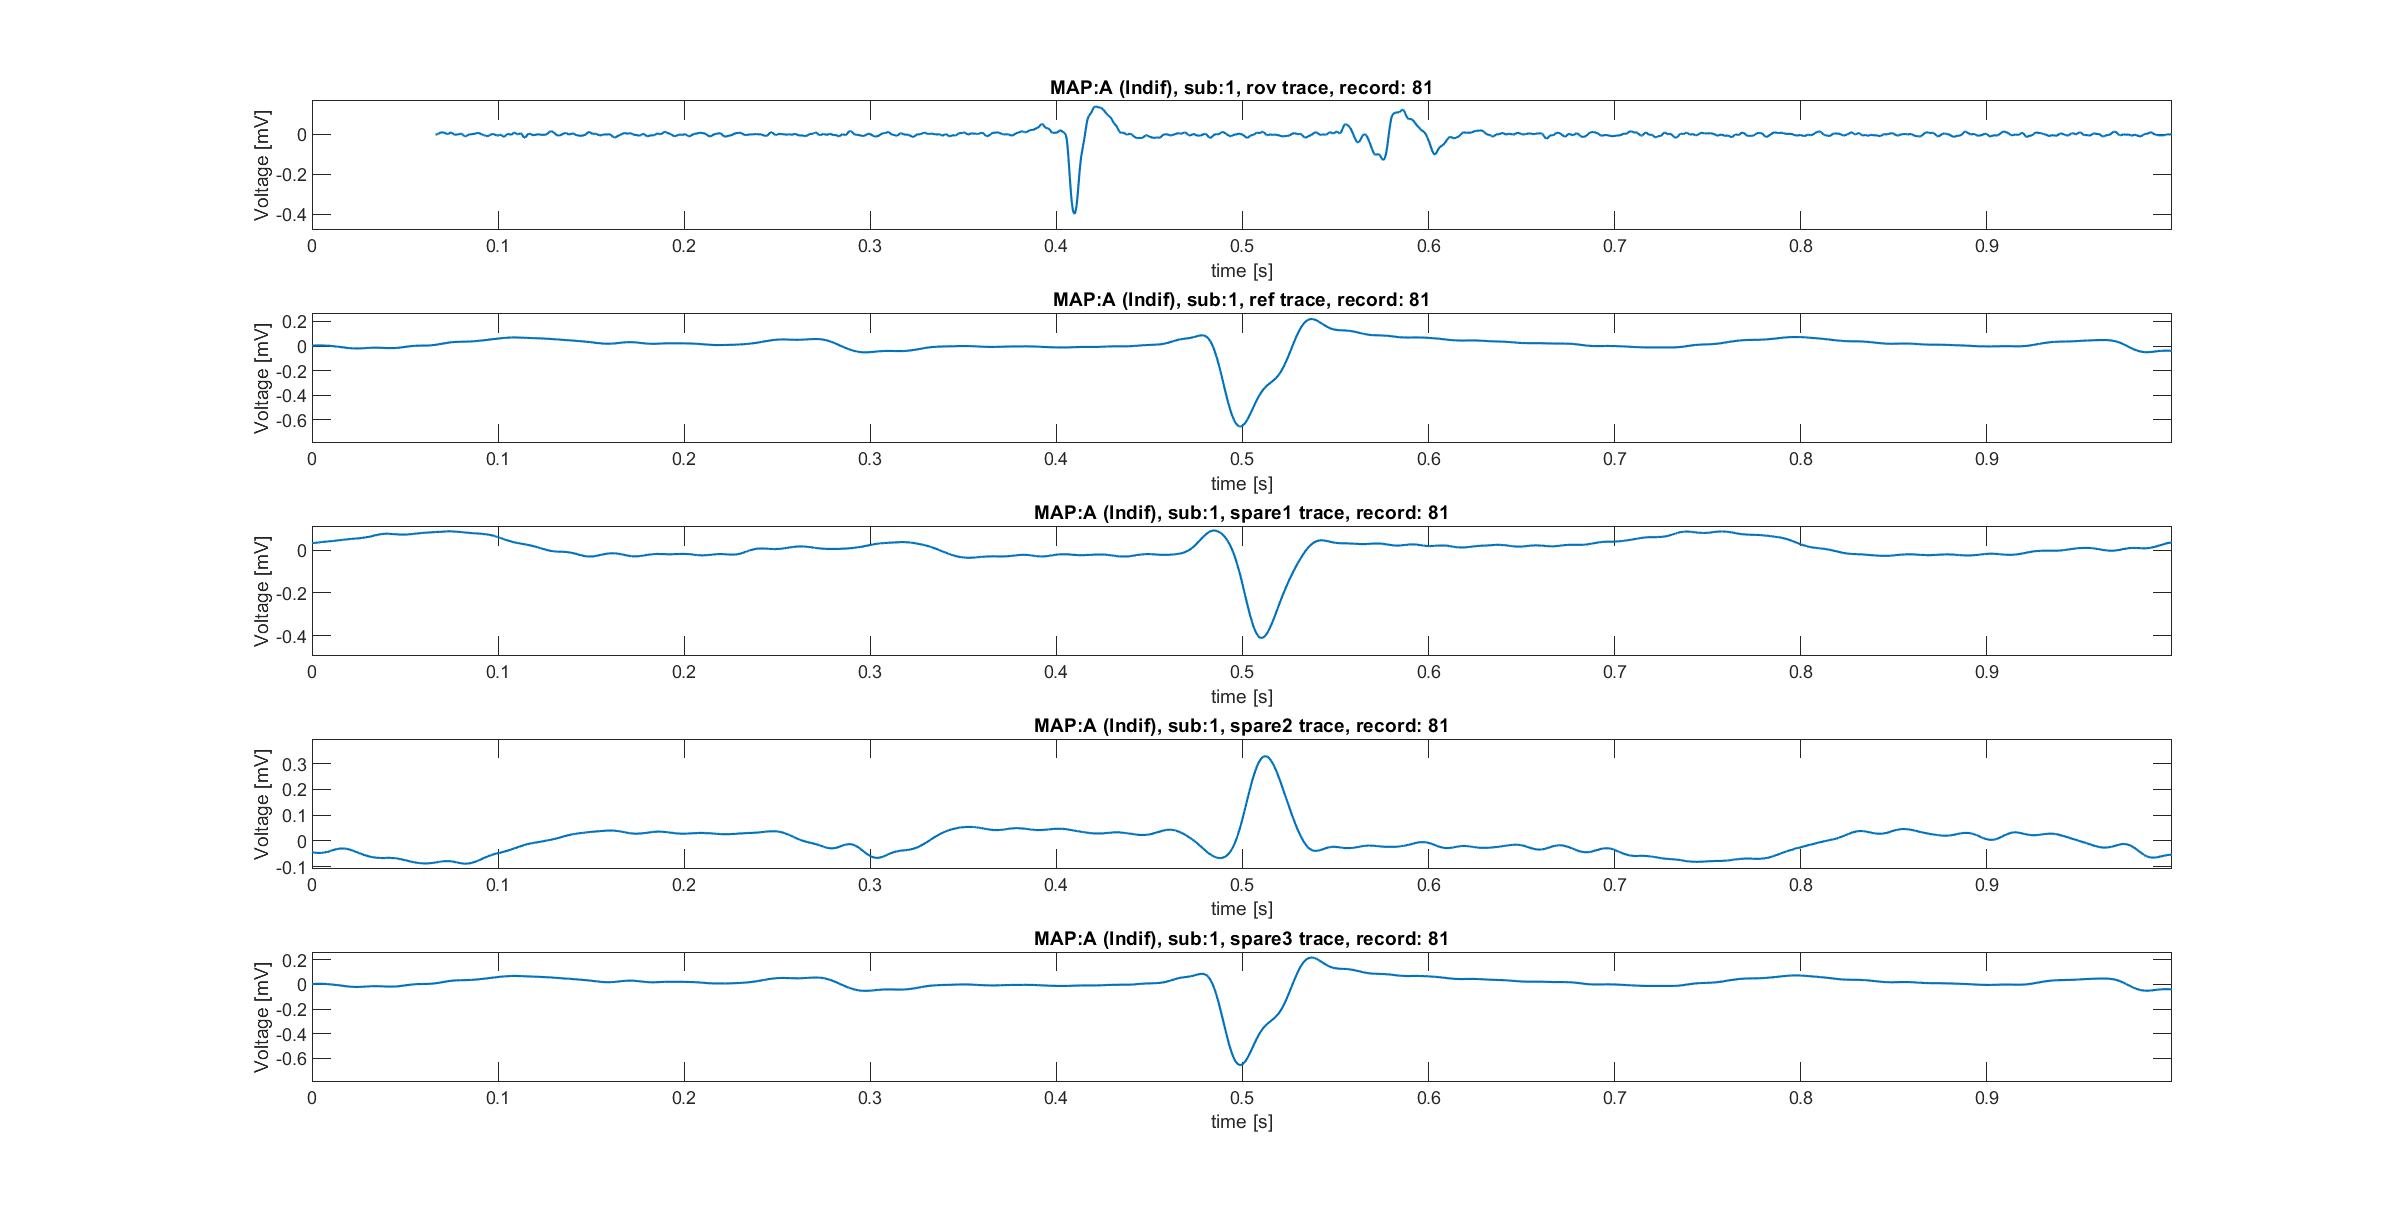 MAP:A (Indif), sub:1, rov trace, record: 81
Voltage [mV]
0
-0.2
-0.4
0 0.1 0.2 0.3 0.4 0.5 0.6 0.7 0.8 0.9
time [s]
MAP:A (Indif), sub:1, ref trace, record: 81
Voltage [mV]
0.2
0
-0.2
-0.4
-0.6
0 0.1 0.2 0.3 0.4 0.5 0.6 0.7 0.8 0.9
time [s]
MAP:A (Indif), sub:1, spare1 trace, record: 81
Voltage [mV]
0
-0.2
-0.4
0 0.1 0.2 0.3 0.4 0.5 0.6 0.7 0.8 0.9
time [s]
MAP:A (Indif), sub:1, spare2 trace, record: 81
Voltage [mV]
0.3
0.2
0.1
0
-0.1
0 0.1 0.2 0.3 0.4 0.5 0.6 0.7 0.8 0.9
time [s]
MAP:A (Indif), sub:1, spare3 trace, record: 81
Voltage [mV]
0.2
0
-0.2
-0.4
-0.6
0 0.1 0.2 0.3 0.4 0.5 0.6 0.7 0.8 0.9
time [s]